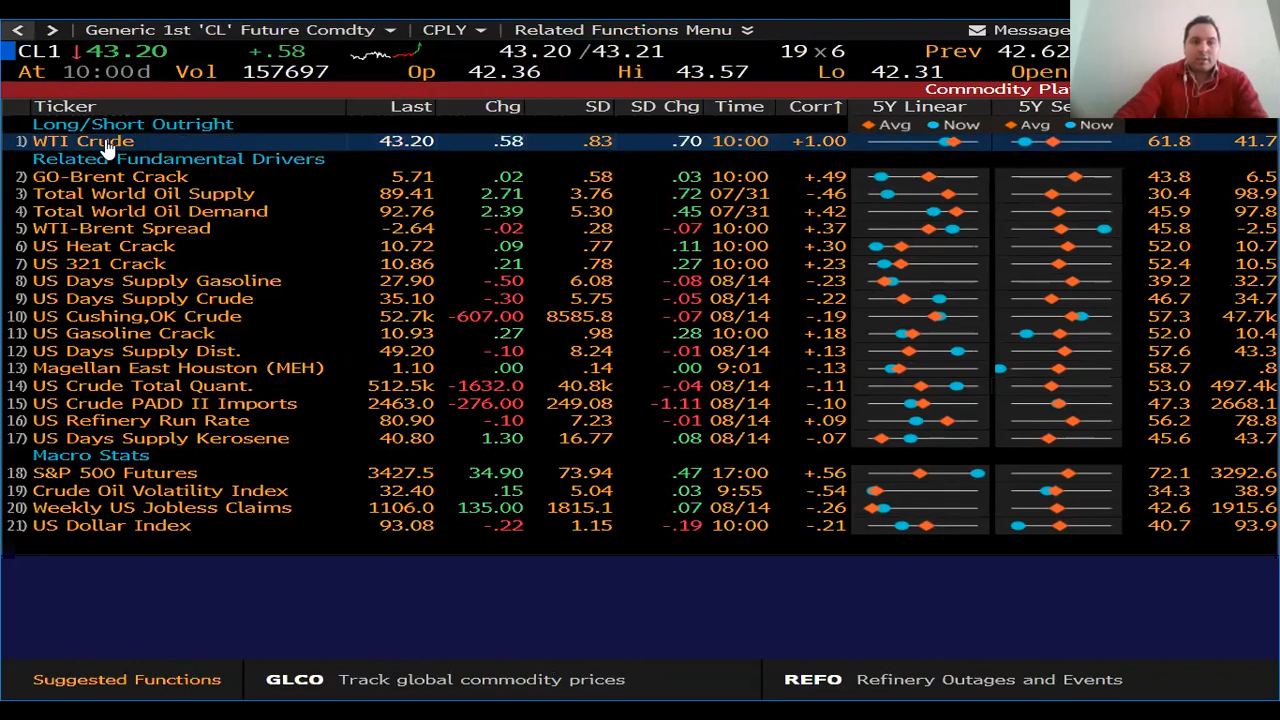 < > Generic 1st 'CL' Future Comdty CPLY Related Functions Menu Message
CL1 ↓43.20 +.58 43.20 /43.21 19 x 6 Prev 42.62
At 10:00d Vol 157697 Op 42.36 Hi 43.57 Lo 42.31 Open
Commodity Pla
Ticker Last Chg SD SD Chg Time Corr↑ 5Y Linear 5Y Se
Long/Short Outright Avg Now Avg Now
1) WTI Crude 43.20 .58 .83 .70 10:00 +1.00 61.8 41.7
Related Fundamental Drivers
2) GO-Brent Crack 5.71 .02 .58 .03 10:00 +.49 43.8 6.5
3) Total World Oil Supply 89.41 2.71 3.76 .72 07/31 -.46 30.4 98.9
4) Total World Oil Demand 92.76 2.39 5.30 .45 07/31 +.42 45.9 97.8
5) WTI-Brent Spread -2.64 -.02 .28 -.07 10:00 +.37 45.8 -2.5
6) US Heat Crack 10.72 .09 .77 .11 10:00 +.30 52.0 10.7
7) US 321 Crack 10.86 .21 .78 .27 10:00 +.23 52.4 10.5
8) US Days Supply Gasoline 27.90 -.50 6.08 -.08 08/14 -.23 39.2 32.7
9) US Days Supply Crude 35.10 -.30 5.75 -.05 08/14 -.22 46.7 34.7
10) US Cushing,OK Crude 52.7k -607.00 8585.8 -.07 08/14 -.19 57.3 47.7k
11) US Gasoline Crack 10.93 .27 .98 .28 10:00 +.18 52.0 10.4
12) US Days Supply Dist. 49.20 -.10 8.24 -.01 08/14 +.13 57.6 43.3
13) Magellan East Houston (MEH) 1.10 .00 .14 .00 9:01 -.13 58.7 .8
14) US Crude Total Quant. 512.5k -1632.0 40.8k -.04 08/14 -.11 53.0 497.4k
15) US Crude PADD II Imports 2463.0 -276.00 249.08 -1.11 08/14 -.10 47.3 2668.1
16) US Refinery Run Rate 80.90 -.10 7.23 -.01 08/14 +.09 56.2 78.8
17) US Days Supply Kerosene 40.80 1.30 16.77 .08 08/14 -.07 45.6 43.7
Macro Stats
18) S&P 500 Futures 3427.5 34.90 73.94 .47 17:00 +.56 72.1 3292.6
19) Crude Oil Volatility Index 32.40 .15 5.04 .03 9:55 -.54 34.3 38.9
20) Weekly US Jobless Claims 1106.0 135.00 1815.1 .07 08/14 -.26 42.6 1915.6
21) US Dollar Index 93.08 -.22 1.15 -.19 10:00 -.21 40.7 93.9
Suggested Functions GLCO Track global commodity prices REFO Refinery Outages and Events